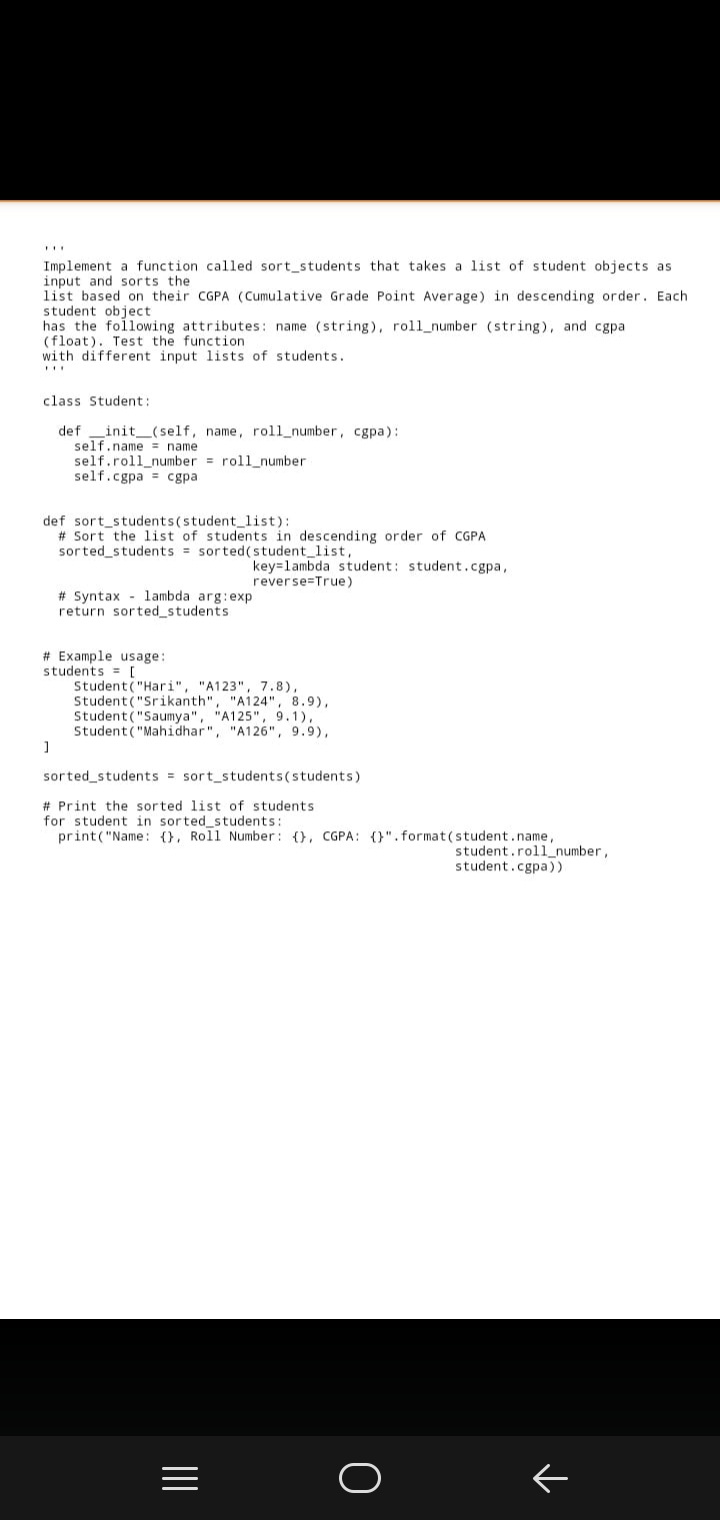 '''
Implement a function called sort_students that takes a list of student objects as
input and sorts the
list based on their CGPA (Cumulative Grade Point Average) in descending order. Each
student object
has the following attributes: name (string), roll_number (string), and cgpa
(float). Test the function
with different input lists of students.
'''

class Student:

  def __init__(self, name, roll_number, cgpa):
    self.name = name
    self.roll_number = roll_number
    self.cgpa = cgpa


def sort_students(student_list):
  # Sort the list of students in descending order of CGPA
  sorted_students = sorted(student_list,
                           key=lambda student: student.cgpa,
                           reverse=True)
  # Syntax - lambda arg:exp
  return sorted_students


# Example usage:
students = [
    Student("Hari", "A123", 7.8),
    Student("Srikanth", "A124", 8.9),
    Student("Saumya", "A125", 9.1),
    Student("Mahidhar", "A126", 9.9),
]

sorted_students = sort_students(students)

# Print the sorted list of students
for student in sorted_students:
  print("Name: {}, Roll Number: {}, CGPA: {}".format(student.name,
                                                     student.roll_number,
                                                     student.cgpa))